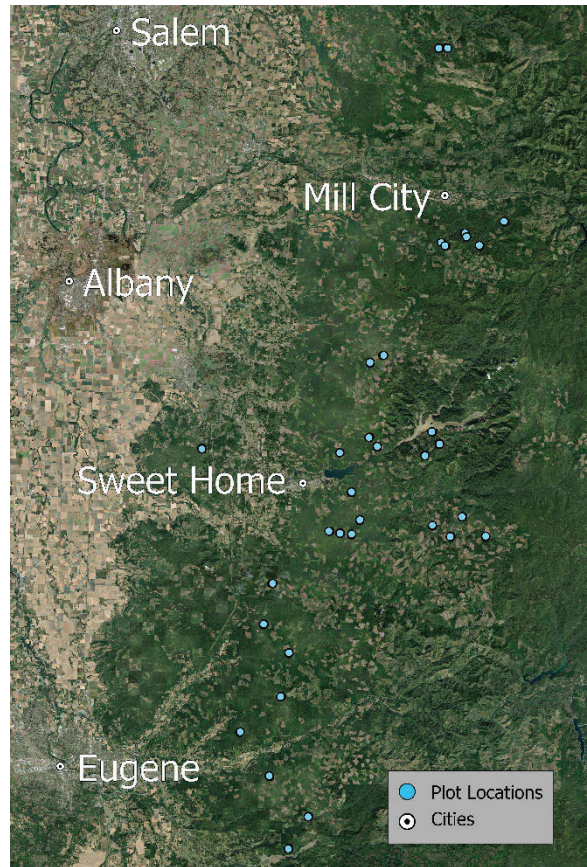 Salem
Mill City
Albany
Sweet Home
Eugene
Plot Locations
Cities